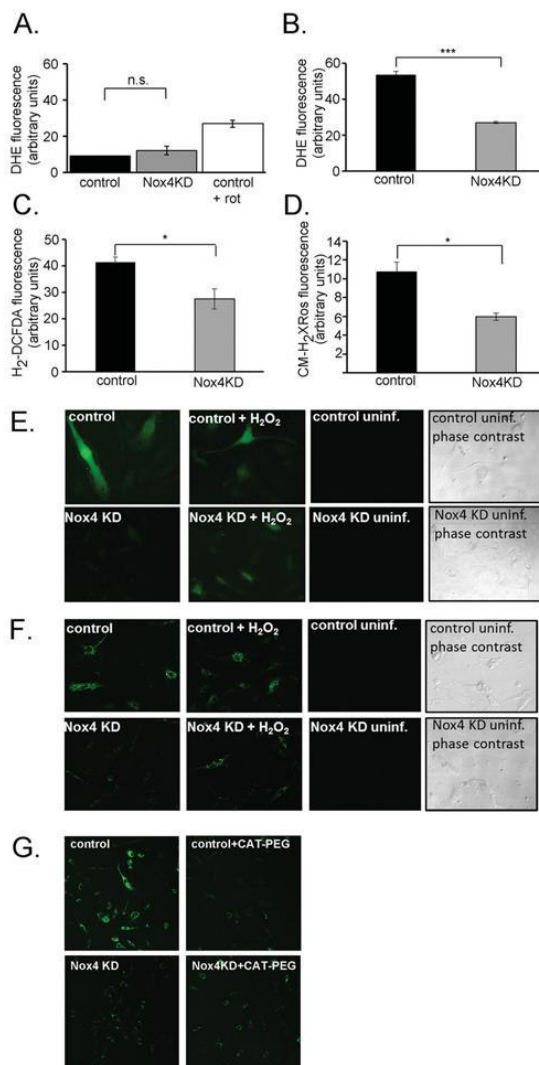 A.
DHE fluorescence
(arbitrary units)
60
40
20
0
n.s.
control
Nox4KD
control
+ rot
B.
DHE fluorescence
(arbitrary units)
60
40
20
0
***
control
Nox4KD
C.
H₂-DCFDA fluorescence
(arbitrary units)
50
40
30
20
10
0
*
control
Nox4KD
D.
CM-H₂XRos fluorescence
(arbitrary units)
14
12
10
8
6
4
2
*
control
Nox4KD
E.
control
control + H₂O₂
control uninf.
control uninf.
phase contrast
Nox4 KD
Nox4 KD + H₂O₂
Nox4 KD uninf.
Nox4 KD uninf.
phase contrast
F.
control
control + H₂O₂
control uninf.
control uninf.
phase contrast
Nox4 KD
Nox4 KD + H₂O₂
Nox4 KD uninf.
Nox4 KD uninf.
phase contrast
G.
control
control+CAT-PEG
Nox4 KD
Nox4KD+CAT-PEG